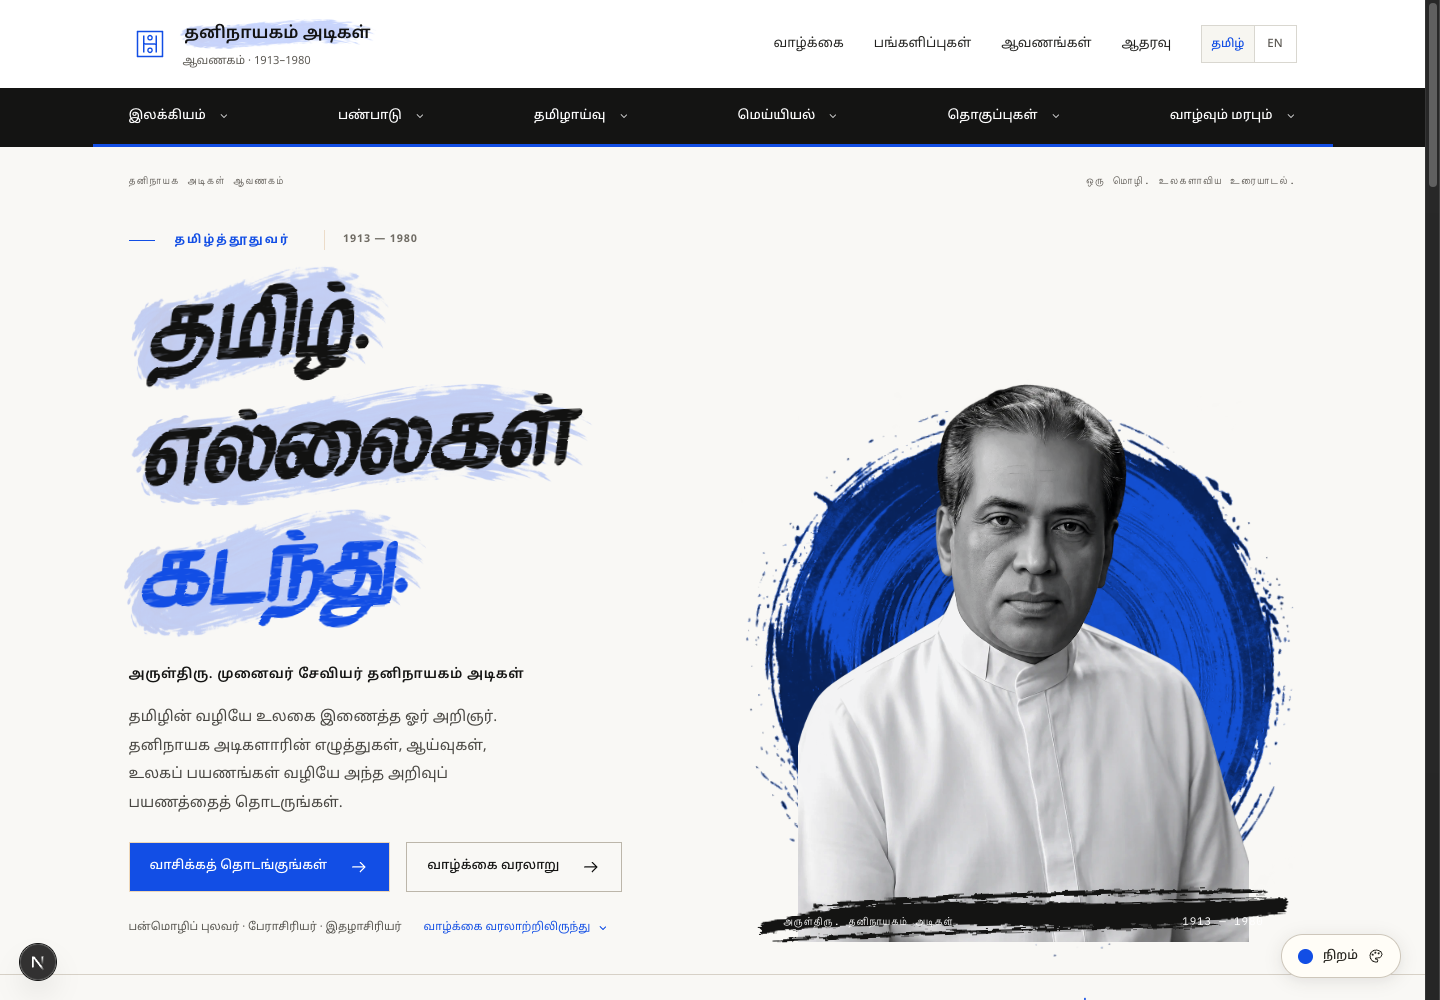 தனிநாயகம் அடிகள்
ஆவணகம் · 1913–1980
வாழ்க்கை
பங்களிப்புகள்
ஆவணங்கள்
ஆதரவு
தமிழ்
EN
இலக்கியம்
பண்பாடு
தமிழாய்வு
மெய்யியல்
தொகுப்புகள்
வாழ்வும் மரபும்
தனிநாயக அடிகள் ஆவணகம்
ஒரு மொழி. உலகளாவிய உரையாடல்.
தமிழ்த்தூதுவர்
1913 — 1980
தமிழ்.
எல்லைகள்
கடந்து.
அருள்திரு. முனைவர் சேவியர் தனிநாயகம் அடிகள்
தமிழின் வழியே உலகை இணைத்த ஓர் அறிஞர்.
தனிநாயக அடிகளாரின் எழுத்துகள், ஆய்வுகள்,
உலகப் பயணங்கள் வழியே அந்த அறிவுப்
பயணத்தைத் தொடருங்கள்.
வாசிக்கத் தொடங்குங்கள்
வாழ்க்கை வரலாறு
பன்மொழிப் புலவர் · பேராசிரியர் · இதழாசிரியர்
வாழ்க்கை வரலாற்றிலிருந்து
அருள்திரு. தனிநாயகம் அடிகள்
1913 —
N
நிறம்